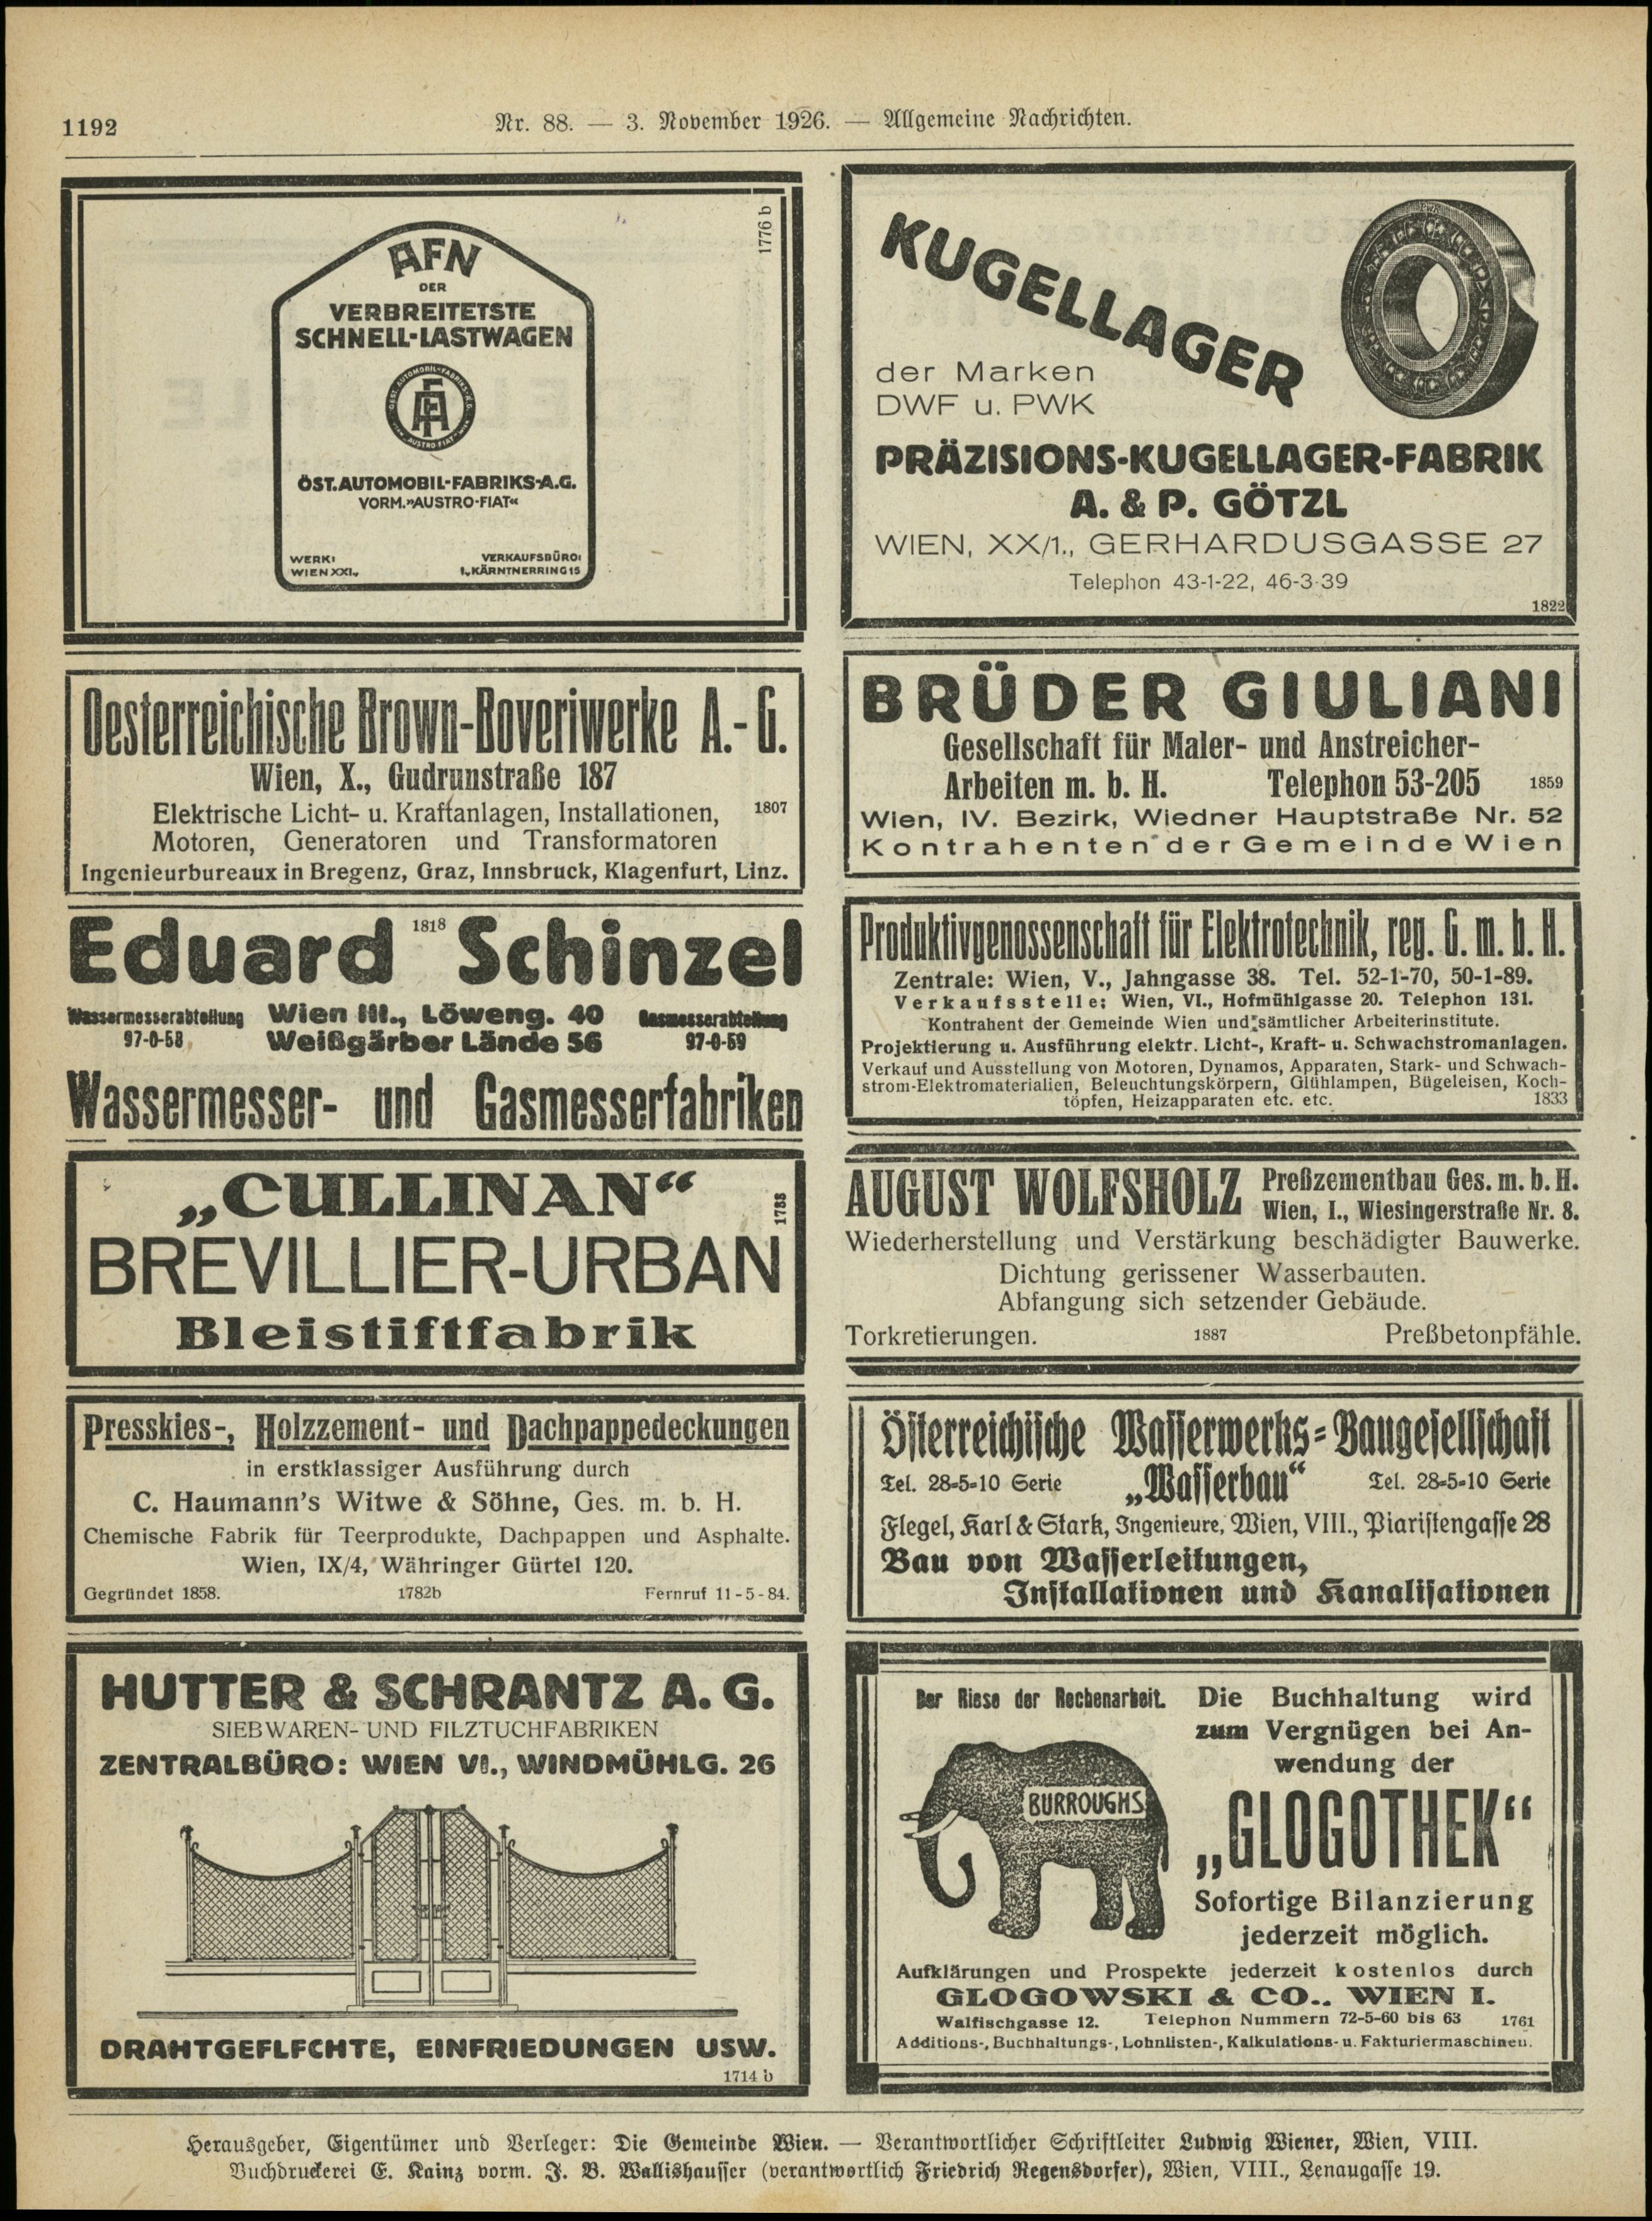 1192
Nr. 88. — 3. November 1926. — Allgemeine Nachrichten.
1776 b
AFN
DER
VERBREITETSTE
SCHNELL-LASTWAGEN
ÖST. AUTOMOBIL-FABRIKS-A.G.
"AUSTRO-FIAT"
ÖST. AUTOMOBIL-FABRIKS-A.G.
VORM. »AUSTRO-FIAT«
WERK:
WIEN XXI.,
VERKAUFSBÜRO:
I., KÄRNTNERRING 15
Oesterreichische Brown-Boveriwerke A.-G.
Wien, X., Gudrunstraße 187
Elektrische Licht- u. Kraftanlagen, Installationen, 1807
Motoren, Generatoren und Transformatoren
Ingenieurbureaux in Bregenz, Graz, Innsbruck, Klagenfurt, Linz.
Eduard 1818 Schinzel
Wassermesserabteilung Wien III., Löweng. 40 Gasmesserabteilung
97-0-58 Weißgärber Lände 56 97-0-59
Wassermesser- und Gasmesserfabriken
„CULLINAN“
1788
BREVILLIER-URBAN
Bleistiftfabrik
Presskies-, Holzzement- und Dachpappedeckungen
in erstklassiger Ausführung durch
C. Haumann's Witwe & Söhne, Ges. m. b. H.
Chemische Fabrik für Teerprodukte, Dachpappen und Asphalte.
Wien, IX/4, Währinger Gürtel 120.
Gegründet 1858. 1782b Fernruf 11-5-84.
HUTTER & SCHRANTZ A. G.
SIEBWAREN- UND FILZTUCHFABRIKEN
ZENTRALBÜRO: WIEN VI., WINDMÜHLG. 26
DRAHTGEFLFCHTE, EINFRIEDUNGEN USW.
1714 b
KUGELLAGER
der Marken
DWF u. PWK
PRÄZISIONS-KUGELLAGER-FABRIK
A. & P. GÖTZL
WIEN, XX/1., GERHARDUSGASSE 27
Telephon 43-1-22, 46-3-39
1822
BRÜDER GIULIANI
Gesellschaft für Maler- und Anstreicher-
Arbeiten m. b. H. Telephon 53-205 1859
Wien, IV. Bezirk, Wiedner Hauptstraße Nr. 52
Kontrahenten der Gemeinde Wien
Produktivgenossenschaft für Elektrotechnik, reg. G. m. b. H.
Zentrale: Wien, V., Jahngasse 38. Tel. 52-1-70, 50-1-89.
Verkaufsstelle: Wien, VI., Hofmühlgasse 20. Telephon 131.
Kontrahent der Gemeinde Wien und sämtlicher Arbeiterinstitute.
Projektierung u. Ausführung elektr. Licht-, Kraft- u. Schwachstromanlagen.
Verkauf und Ausstellung von Motoren, Dynamos, Apparaten, Stark- und Schwach-
strom-Elektromaterialien, Beleuchtungskörpern, Glühlampen, Bügeleisen, Koch-
töpfen, Heizapparaten etc. etc. 1833
AUGUST WOLFSHOLZ Preßzementbau Ges. m. b. H.
Wien, I., Wiesingerstraße Nr. 8.
Wiederherstellung und Verstärkung beschädigter Bauwerke.
Dichtung gerissener Wasserbauten.
Abfangung sich setzender Gebäude.
Torkretierungen. 1887 Preßbetonpfähle.
Österreichische Wasserwerks-Baugesellschaft
Tel. 28-5-10 Serie „Wasserbau“ Tel. 28-5-10 Serie
Flegel, Karl & Stark, Ingenieure, Wien, VIII., Piaristengasse 28
Bau von Wasserleitungen,
Installationen und Kanalisationen
Der Riese der Rechenarbeit.
BURROUGHS
Die Buchhaltung wird
zum Vergnügen bei An-
wendung der
„GLOGOTHEK“
Sofortige Bilanzierung
jederzeit möglich.
Aufklärungen und Prospekte jederzeit kostenlos durch
GLOGOWSKI & CO.. WIEN I.
Walfischgasse 12. Telephon Nummern 72-5-60 bis 63 1761
Additions-, Buchhaltungs-, Lohnlisten-, Kalkulations- u. Fakturiermaschinen.
Herausgeber, Eigentümer und Verleger: Die Gemeinde Wien. — Verantwortlicher Schriftleiter Ludwig Wiener, Wien, VIII.
Buchdruckerei E. Kainz vorm. J. B. Wallishausser (verantwortlich Friedrich Regensdorfer), Wien, VIII., Lenaugasse 19.